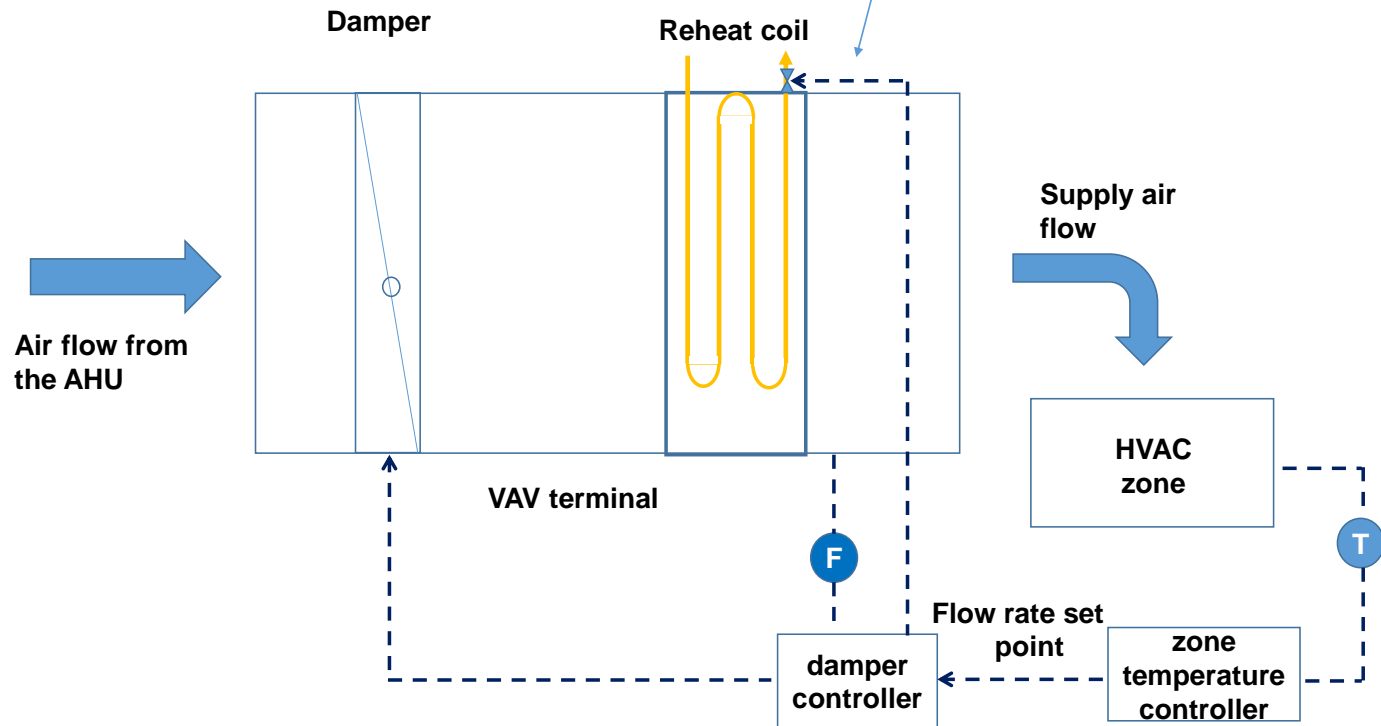 Damper
Reheat coil
Supply air
flow
Air flow from
the AHU
HVAC
zone
VAV terminal
F
T
Flow rate set
point
damper
controller
zone
temperature
controller